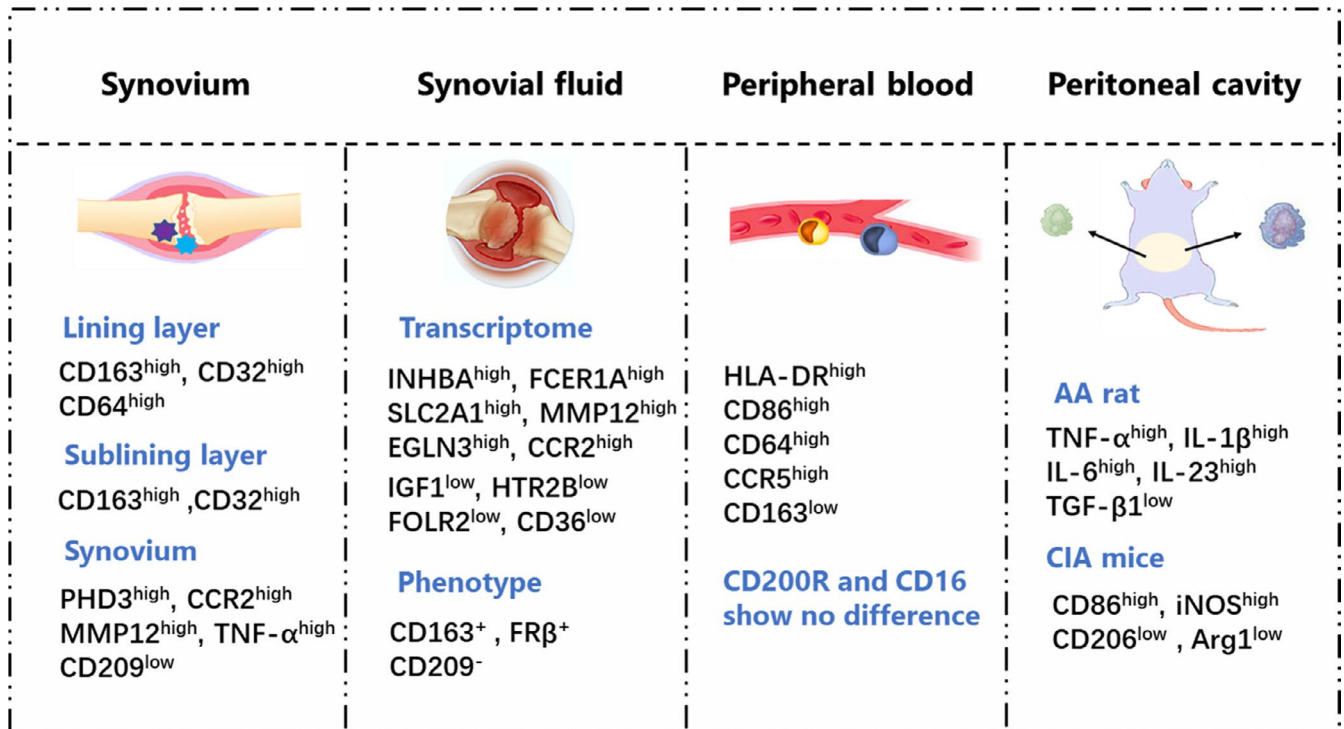 Synovium
Synovial fluid
Peripheral blood
Peritoneal cavity
Lining layer
CD163ʰⁱᵍʰ, CD32ʰⁱᵍʰ
CD64ʰⁱᵍʰ
Sublining layer
CD163ʰⁱᵍʰ ,CD32ʰⁱᵍʰ
Synovium
PHD3ʰⁱᵍʰ, CCR2ʰⁱᵍʰ
MMP12ʰⁱᵍʰ, TNF-αʰⁱᵍʰ
CD209ˡᵒʷ
Transcriptome
INHBAʰⁱᵍʰ, FCER1Aʰⁱᵍʰ
SLC2A1ʰⁱᵍʰ, MMP12ʰⁱᵍʰ
EGLN3ʰⁱᵍʰ, CCR2ʰⁱᵍʰ
IGF1ˡᵒʷ, HTR2Bˡᵒʷ
FOLR2ˡᵒʷ, CD36ˡᵒʷ
Phenotype
CD163⁺ , FRβ⁺
CD209⁻
HLA-DRʰⁱᵍʰ
CD86ʰⁱᵍʰ
CD64ʰⁱᵍʰ
CCR5ʰⁱᵍʰ
CD163ˡᵒʷ
CD200R and CD16
show no difference
AA rat
TNF-αʰⁱᵍʰ, IL-1βʰⁱᵍʰ
IL-6ʰⁱᵍʰ, IL-23ʰⁱᵍʰ
TGF-β1ˡᵒʷ
CIA mice
CD86ʰⁱᵍʰ, iNOSʰⁱᵍʰ
CD206ˡᵒʷ , Arg1ˡᵒʷ